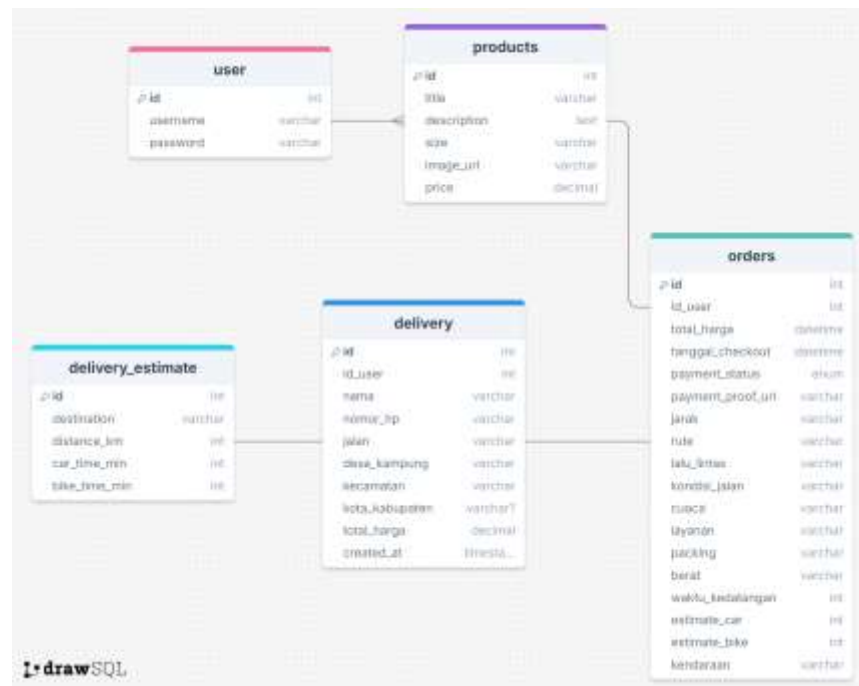 user
id int
username varchar
password varchar
products
id int
title varchar
description text
size varchar
image_url varchar
price decimal
orders
id int
id_user int
total_harga datetime
tanggal_checkout datetime
payment_status enum
payment_proof_url varchar
jarak varchar
rute varchar
lalu_lintas varchar
kondisi_jalan varchar
cuaca varchar
layanan varchar
packing varchar
berat varchar
waktu_kedatangan int
estimate_car int
estimate_bike int
kendaraan varchar
delivery
id int
id_user int
nama varchar
nomor_hp varchar
jalan varchar
desa_kampung varchar
kecamatan varchar
kota_kabupaten varchar?
total_harga decimal
created_at timesta...
delivery_estimate
id int
destination varchar
distance_km int
car_time_min int
bike_time_min int
drawSQL